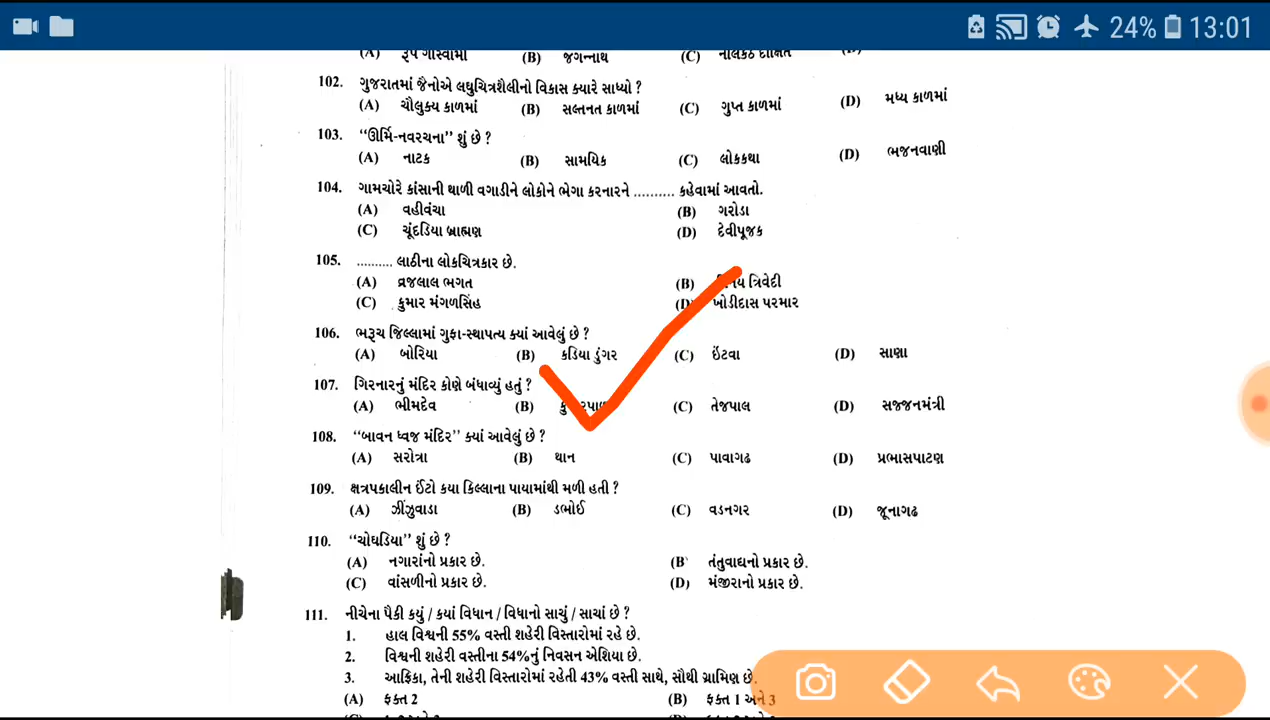 24% 13:01
(A) રૂપ ગોસ્વામી (B) જગન્નાથ (C) નીલકંઠ દીક્ષિત (D)
102. ગુજરાતમાં જૈનોએ લઘુચિત્રશૈલીનો વિકાસ ક્યારે સાધ્યો ?
(A) ચૌલુક્ય કાળમાં (B) સલ્તનત કાળમાં (C) ગુપ્ત કાળમાં (D) મધ્ય કાળમાં
103. “ઊર્મિ-નવરચના” શું છે ?
(A) નાટક (B) સામયિક (C) લોકકથા (D) ભજનવાણી
104. ગામચોરે કાંસાની થાળી વગાડીને લોકોને ભેગા કરનારને .......... કહેવામાં આવતો.
(A) વહીવંચા (B) ગરોડા
(C) ચૂંદડિયા બ્રાહ્મણ (D) દેવીપૂજક
105. .......... લાઠીના લોકચિત્રકાર છે.
(A) વ્રજલાલ ભગત (B) ત્રિવેદી
(C) કુમાર મંગળસિંહ (D) ખોડીદાસ પરમાર
106. ભરૂચ જિલ્લામાં ગુફા-સ્થાપત્ય ક્યાં આવેલું છે ?
(A) બોરિયા (B) કડિયા ડુંગર (C) ઇંટવા (D) સાણા
107. ગિરનારનું મંદિર કોણે બંધાવ્યું હતું ?
(A) ભીમદેવ (B) (C) તેજપાલ (D) સજ્જનમંત્રી
108. “બાવન ધ્વજ મંદિર” ક્યાં આવેલું છે ?
(A) સરોત્રા (B) થાન (C) પાવાગઢ (D) પ્રભાસપાટણ
109. ક્ષત્રપકાલીન ઈંટો કયા કિલ્લાના પાયામાંથી મળી હતી ?
(A) ઝીંઝુવાડા (B) ડભોઈ (C) વડનગર (D) જૂનાગઢ
110. “ચોઘડિયા” શું છે ?
(A) નગારાંનો પ્રકાર છે. (B તંતુવાદ્યનો પ્રકાર છે.
(C) વાંસળીનો પ્રકાર છે. (D) મંજીરાનો પ્રકાર છે.
111. નીચેના પૈકી કયું / કયાં વિધાન / વિધાનો સાચું / સાચાં છે ?
1. હાલ વિશ્વની 55% વસ્તી શહેરી વિસ્તારોમાં રહે છે.
2. વિશ્વની શહેરી વસ્તીના 54%નું નિવસન એશિયા છે.
3. આફ્રિકા, તેની શહેરી વિસ્તારોમાં રહેતી 43% વસ્તી સાથે, સૌથી ગ્રામિણ છે.
(A) ફક્ત 2 (B) ફક્ત 1 અને 3